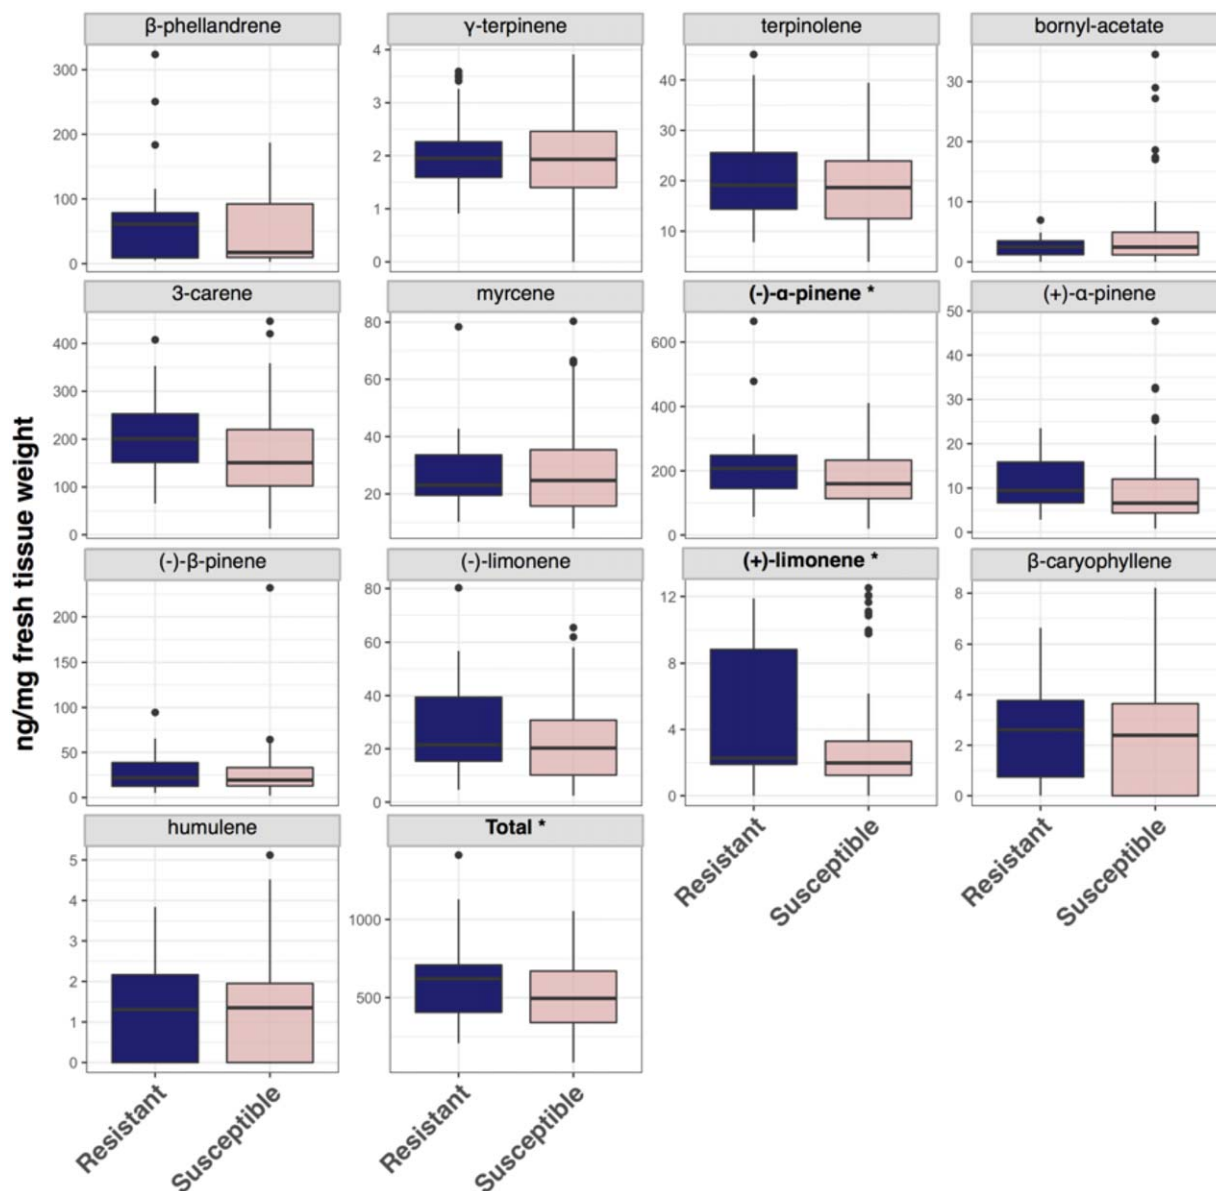 β-phellandrene
γ-terpinene
terpinolene
bornyl-acetate
300
200
100
0
4
3
2
1
0
40
30
20
10
30
20
10
0
3-carene
myrcene
(-)-α-pinene *
(+)-α-pinene
400
300
200
100
0
80
60
40
20
600
400
200
0
50
40
30
20
10
0
(-)-β-pinene
(-)-limonene
(+)-limonene *
β-caryophyllene
200
150
100
50
0
80
60
40
20
0
12
8
4
0
8
6
4
2
0
humulene
Total *
5
4
3
2
1
0
1000
500
Resistant
Susceptible
Resistant
Susceptible
Resistant
Susceptible
Resistant
Susceptible
ng/mg fresh tissue weight